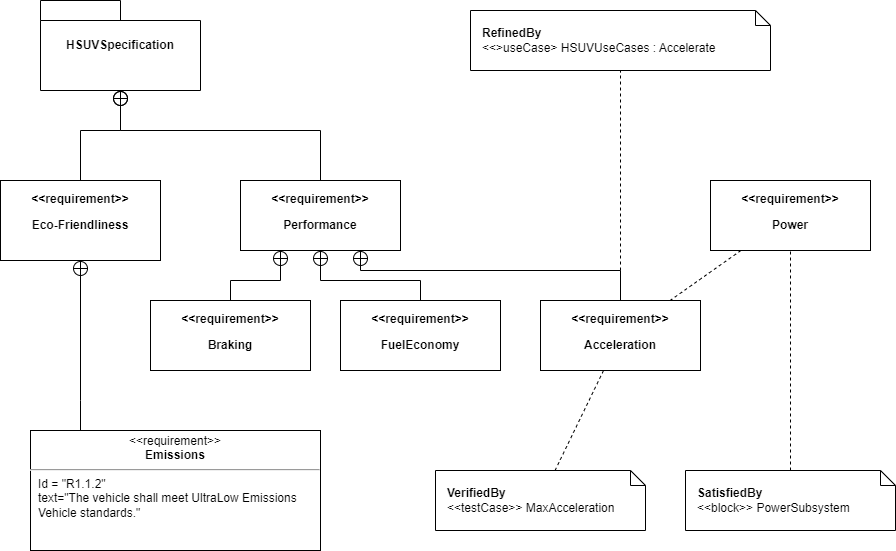 HSUVSpecification
RefinedBy
<<>useCase> HSUVUseCases : Accelerate
<<requirement>>
Eco-Friendliness
<<requirement>>
Performance
<<requirement>>
Power
<<requirement>>
Braking
<<requirement>>
FuelEconomy
<<requirement>>
Acceleration
<<requirement>>
Emissions
Id = "R1.1.2"
text="The vehicle shall meet UltraLow Emissions
Vehicle standards."
VerifiedBy
<<testCase>> MaxAcceleration
SatisfiedBy
<<block>> PowerSubsystem